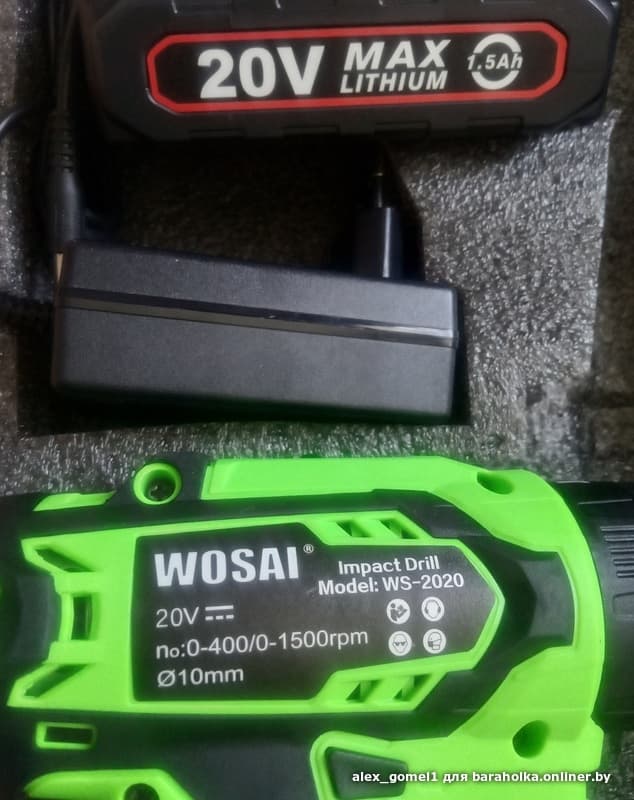 20V MAX LITHIUM 1.5Ah
WOSAI®
Impact Drill
Model: WS-2020
20V
n₀:0-400/0-1500rpm
Ø10mm
alex_gomel1 для baraholka.onliner.by